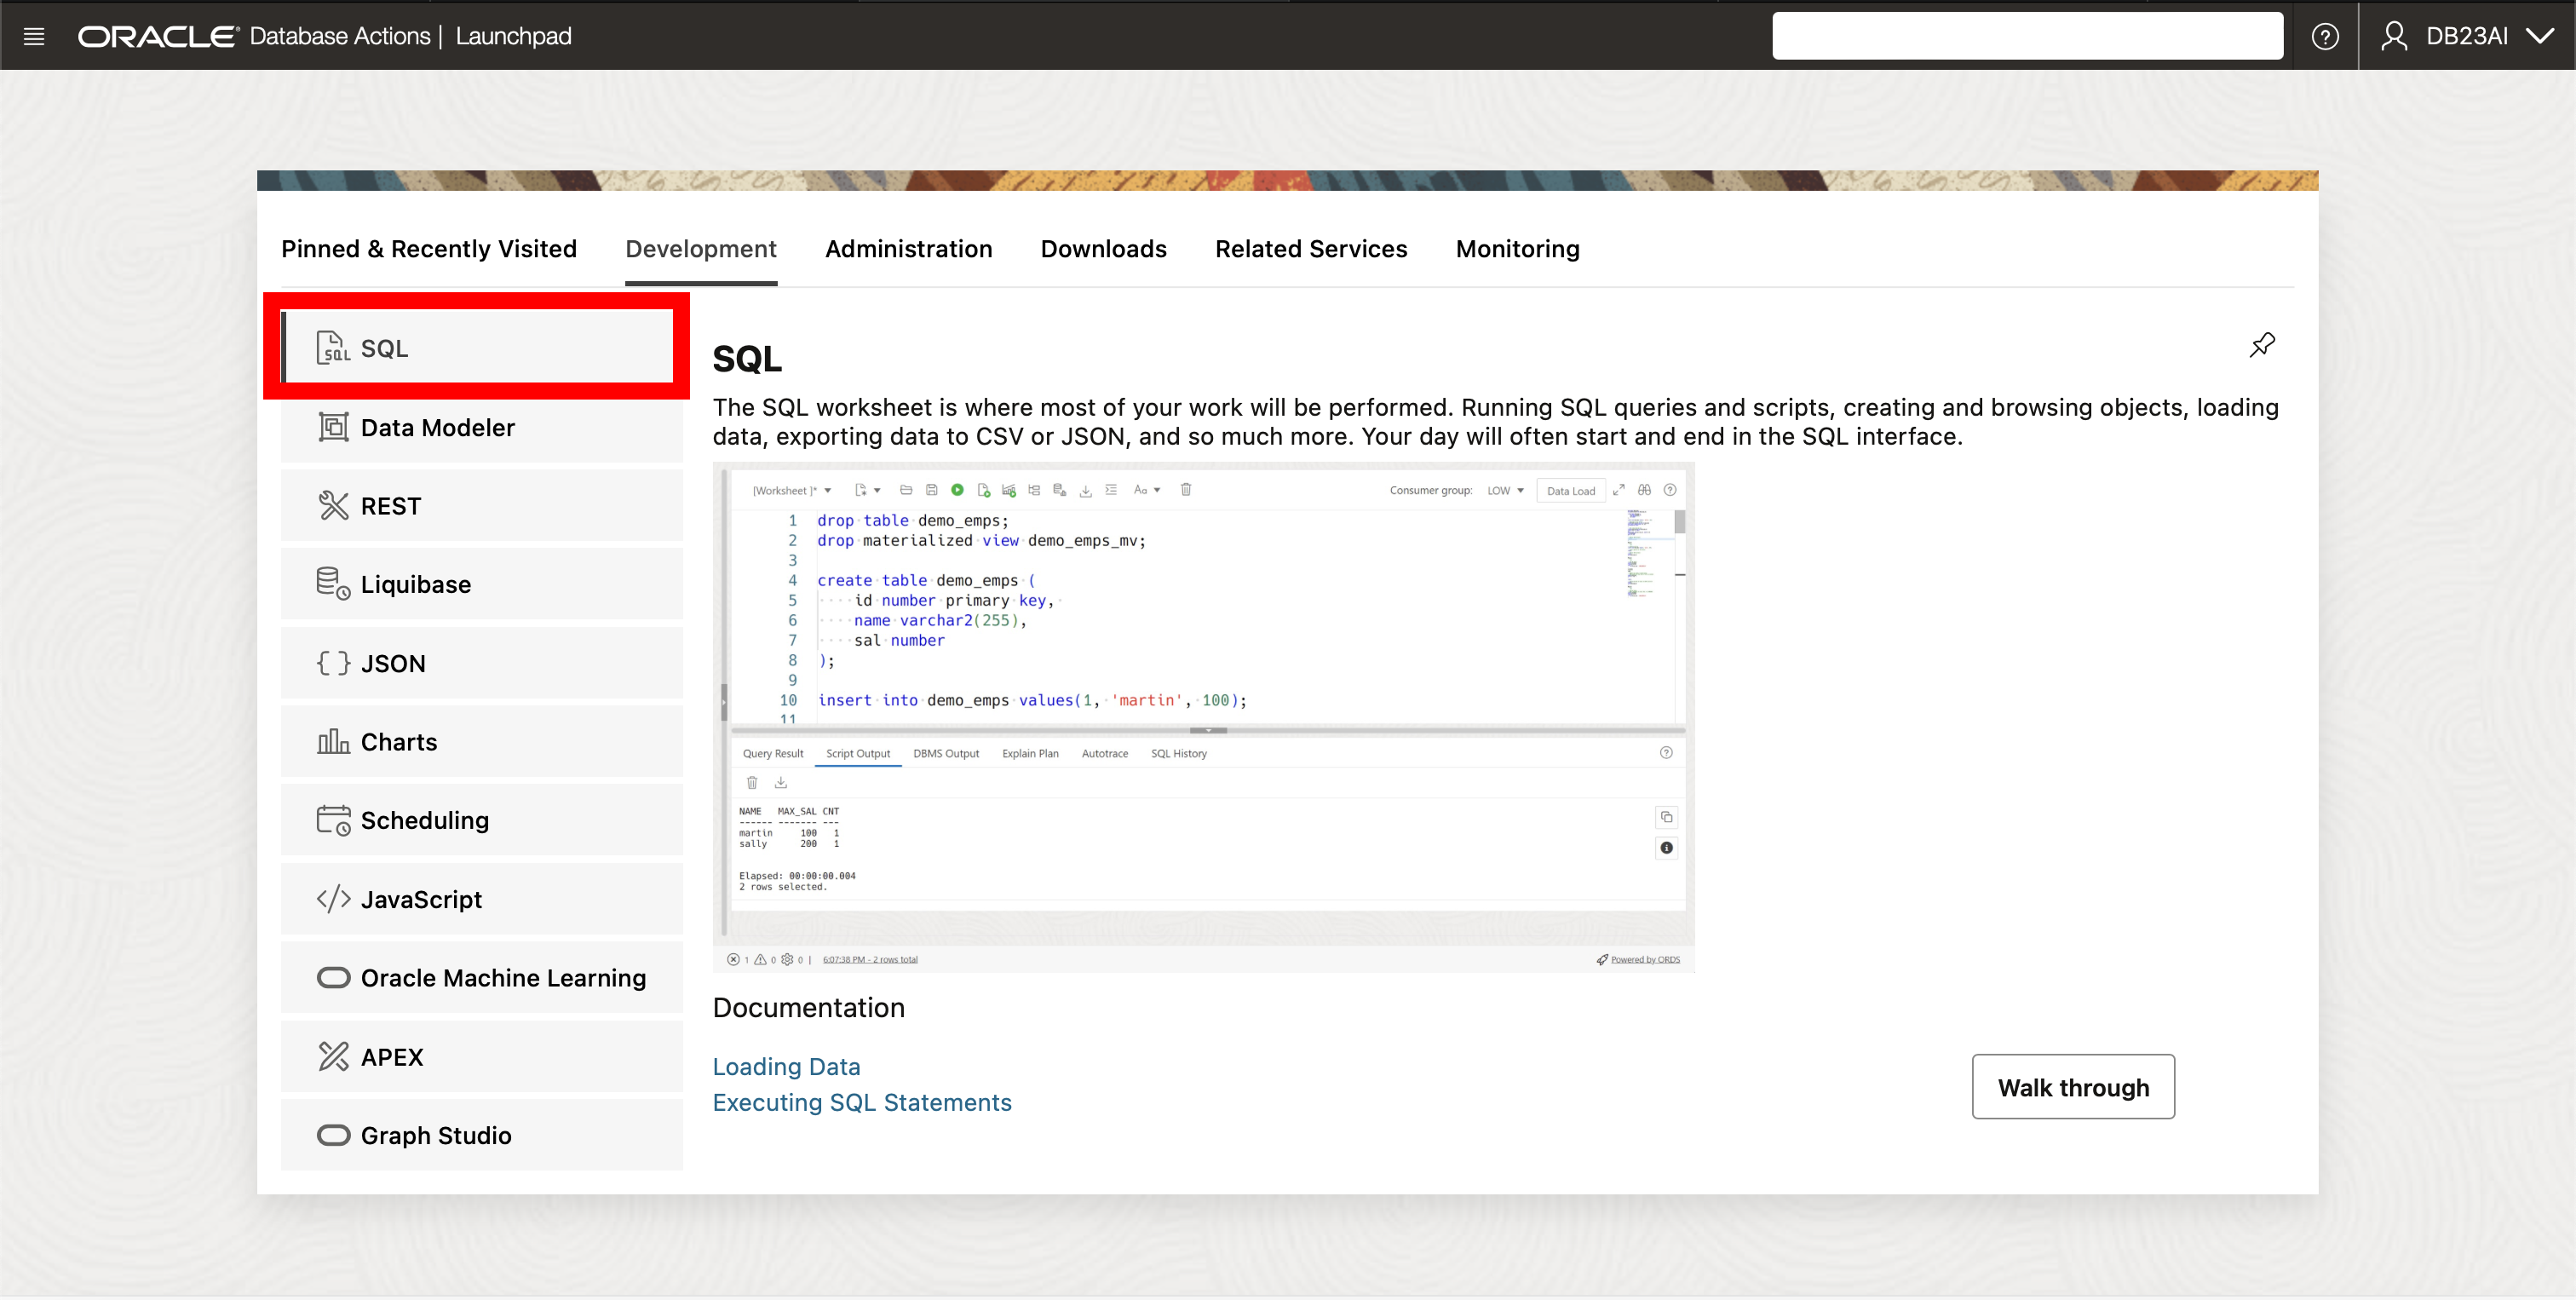 ORACLE Database Actions | Launchpad
DB23AI
Pinned & Recently Visited
Development
Administration
Downloads
Related Services
Monitoring
SQL
Data Modeler
REST
Liquibase
JSON
Charts
Scheduling
JavaScript
Oracle Machine Learning
APEX
Graph Studio
SQL
The SQL worksheet is where most of your work will be performed. Running SQL queries and scripts, creating and browsing objects, loading
data, exporting data to CSV or JSON, and so much more. Your day will often start and end in the SQL interface.
[Worksheet ]*
Aa
Consumer group: LOW
Data Load
1 drop table demo_emps;
2 drop materialized view demo_emps_mv;
3
4 create table demo_emps (
5 id number primary key,
6 name varchar2(255),
7 sal number
8 );
9
10 insert into demo_emps values(1, 'martin', 100);
11
Query Result
Script Output
DBMS Output
Explain Plan
Autotrace
SQL History
NAME MAX_SAL CNT
------ ------- ---
martin 100 1
sally 200 1
Elapsed: 00:00:00.004
2 rows selected.
1 0 0 | 6:07:38 PM - 2 rows total
Powered by ORDS
Documentation
Loading Data
Executing SQL Statements
Walk through